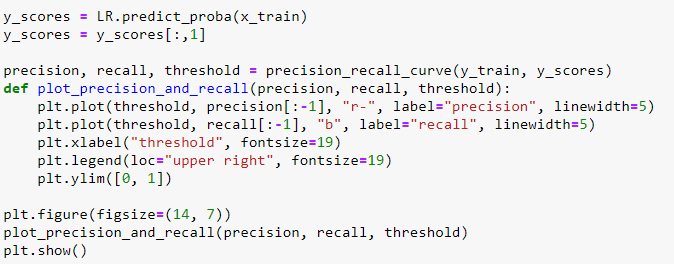 y_scores = LR.predict_proba(x_train)
y_scores = y_scores[:,1]
precision, recall, threshold = precision_recall_curve(y_train, y_scores)
def plot_precision_and_recall(precision, recall, threshold):
    plt.plot(threshold, precision[:-1], "r-", label="precision", linewidth=5)
    plt.plot(threshold, recall[:-1], "b", label="recall", linewidth=5)
    plt.xlabel("threshold", fontsize=19)
    plt.legend(loc="upper right", fontsize=19)
    plt.ylim([0, 1])
plt.figure(figsize=(14, 7))
plot_precision_and_recall(precision, recall, threshold)
plt.show()